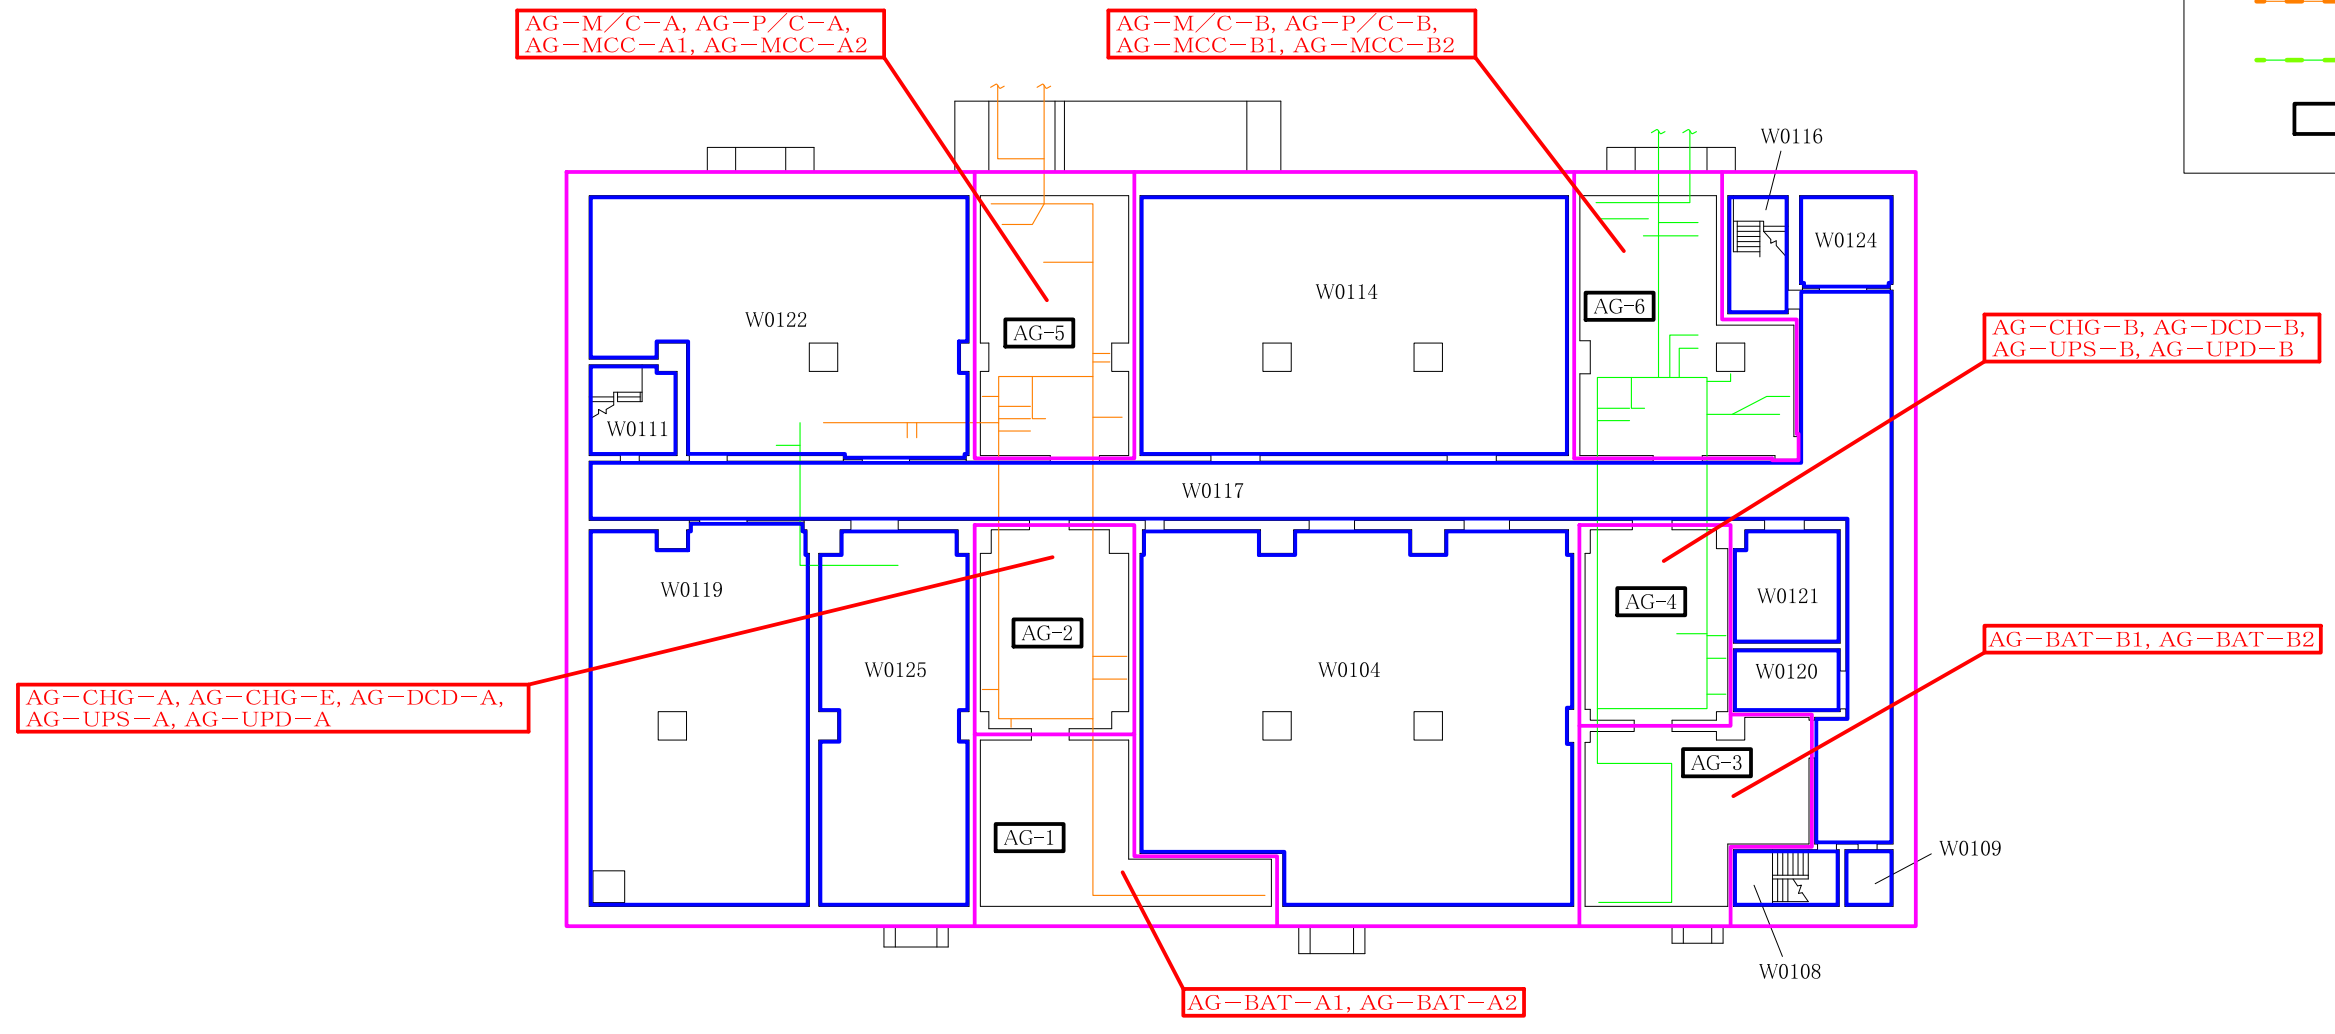 AG−M／C−A, AG−P／C−A,
AG−MCC−A1, AG−MCC−A2
AG−M／C−B, AG−P／C−B,
AG−MCC−B1, AG−MCC−B2
W0116
W0124
W0114
AG-6
W0122
AG-5
AG−CHG−B, AG−DCD−B,
AG−UPS−B, AG−UPD−B
W0111
W0117
W0119
AG-4
W0121
AG-2
AG−BAT−B1, AG−BAT−B2
W0125
W0104
W0120
AG−CHG−A, AG−CHG−E, AG−DCD−A,
AG−UPS−A, AG−UPD−A
AG-3
AG-1
W0109
W0108
AG−BAT−A1, AG−BAT−A2